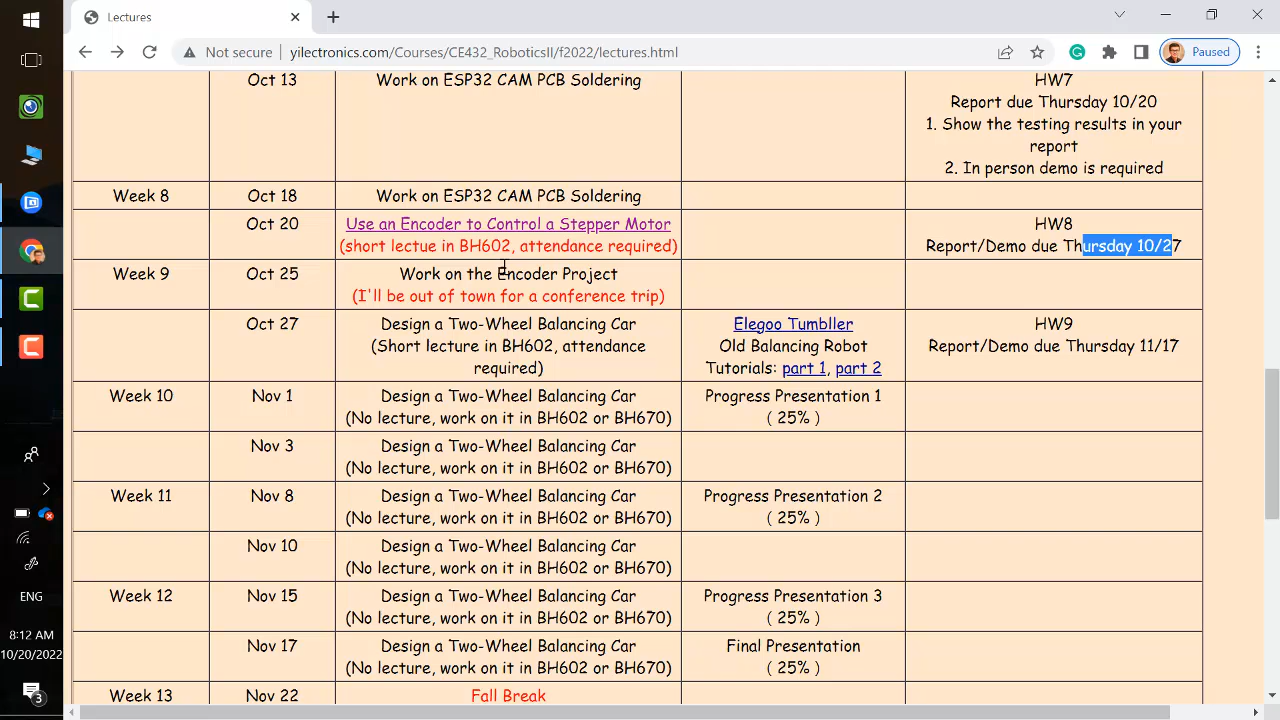 Lectures
Not secure
yilectronics.com/Courses/CE432_RoboticsII/f2022/lectures.html
Paused
Oct 13
Work on ESP32 CAM PCB Soldering
HW7
Report due Thursday 10/20
1. Show the testing results in your
report
2. In person demo is required
Week 8
Oct 18
Work on ESP32 CAM PCB Soldering
Oct 20
Use an Encoder to Control a Stepper Motor
(short lectue in BH602, attendance required)
HW8
Report/Demo due Thursday 10/27
Week 9
Oct 25
Work on the Encoder Project
(I'll be out of town for a conference trip)
Oct 27
Design a Two-Wheel Balancing Car
(Short lecture in BH602, attendance
required)
Elegoo Tumbller
Old Balancing Robot
Tutorials: part 1, part 2
HW9
Report/Demo due Thursday 11/17
Week 10
Nov 1
Design a Two-Wheel Balancing Car
(No lecture, work on it in BH602 or BH670)
Progress Presentation 1
( 25% )
Nov 3
Design a Two-Wheel Balancing Car
(No lecture, work on it in BH602 or BH670)
Week 11
Nov 8
Design a Two-Wheel Balancing Car
(No lecture, work on it in BH602 or BH670)
Progress Presentation 2
( 25% )
Nov 10
Design a Two-Wheel Balancing Car
(No lecture, work on it in BH602 or BH670)
Week 12
Nov 15
Design a Two-Wheel Balancing Car
(No lecture, work on it in BH602 or BH670)
Progress Presentation 3
( 25% )
Nov 17
Design a Two-Wheel Balancing Car
(No lecture, work on it in BH602 or BH670)
Final Presentation
( 25% )
Week 13
Nov 22
Fall Break
ENG
8:12 AM
10/20/2022
3